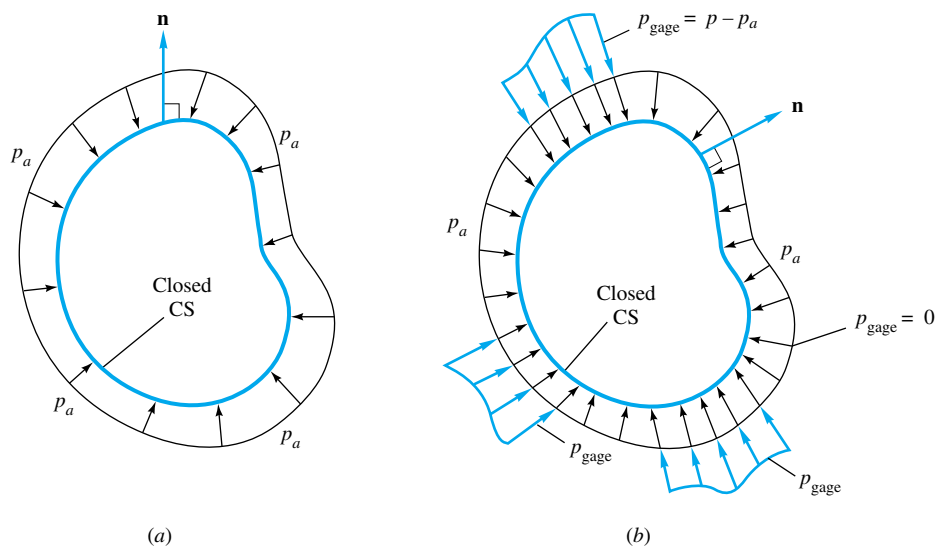 n
p_a
p_a
Closed
CS
p_a
p_a
(a)
p_gage = p – p_a
n
p_a
p_a
Closed
CS
p_gage = 0
p_gage
p_gage
(b)